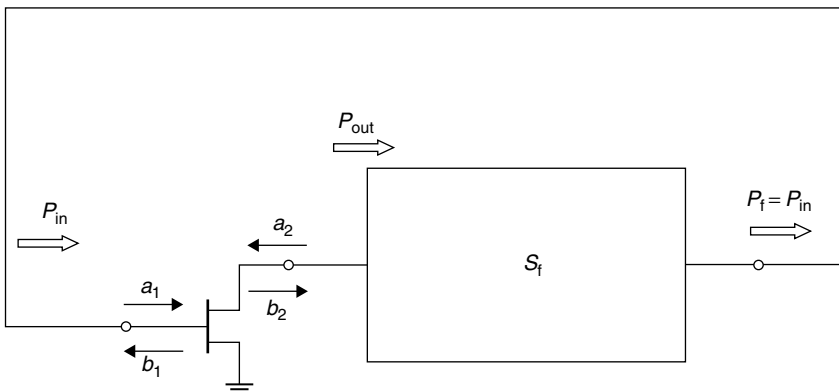 P_out
P_in
P_f = P_in
a_2
S_f
a_1
b_2
b_1